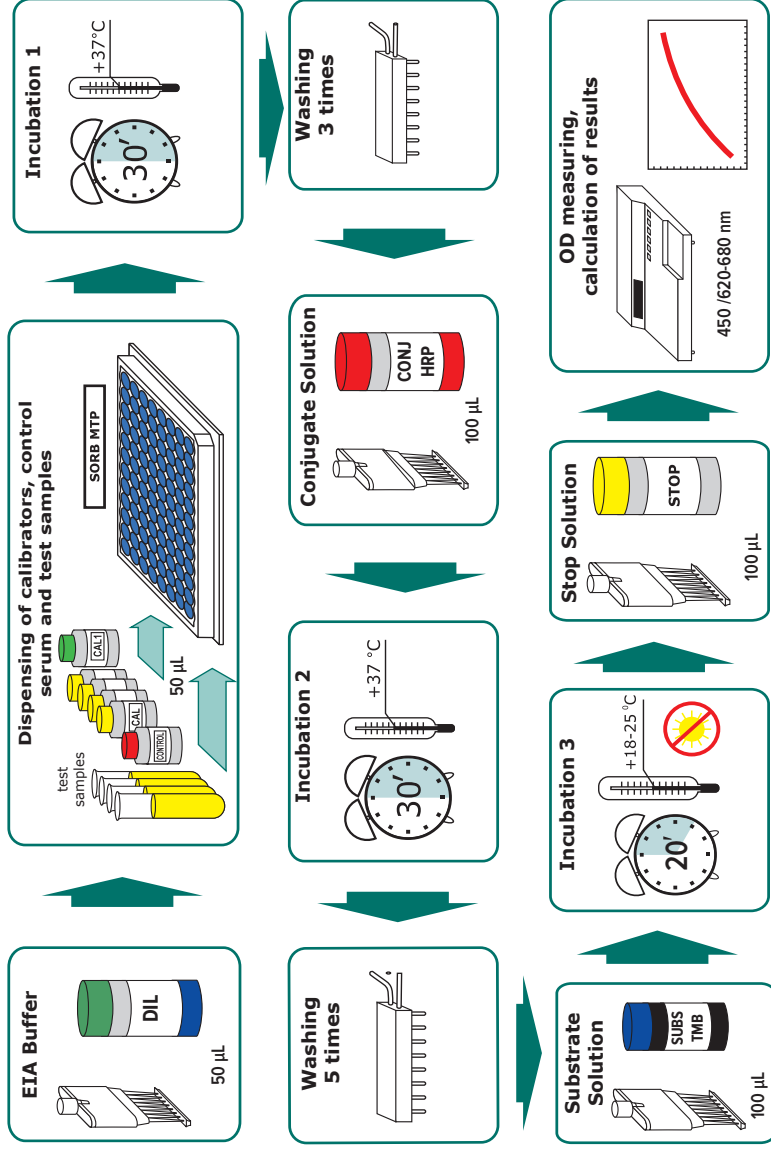 EIA Buffer
DIL
50 µL
Dispensing of calibrators, control
serum and test samples
test
samples
CONTROL
CAL
CAL1
50 µL
SORB MTP
Incubation 1
30′
+37°C
Washing
3 times
Conjugate Solution
CONJ
HRP
100 µL
Incubation 2
30′
+37 °C
Washing
5 times
Substrate
Solution
SUBS
TMB
100 µL
Incubation 3
20′
+18-25 °C
Stop Solution
STOP
100 µL
OD measuring,
calculation of results
450 /620-680 nm